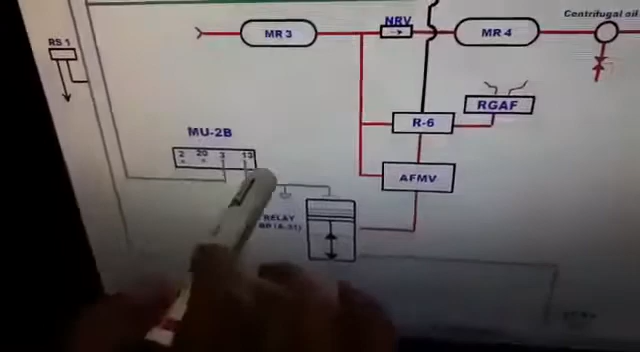 Centrifugal oil
NRV
MR 3
MR 4
RS 1
RGAF
R-6
MU-2B
2 20 3 13
AFMV
RELAY